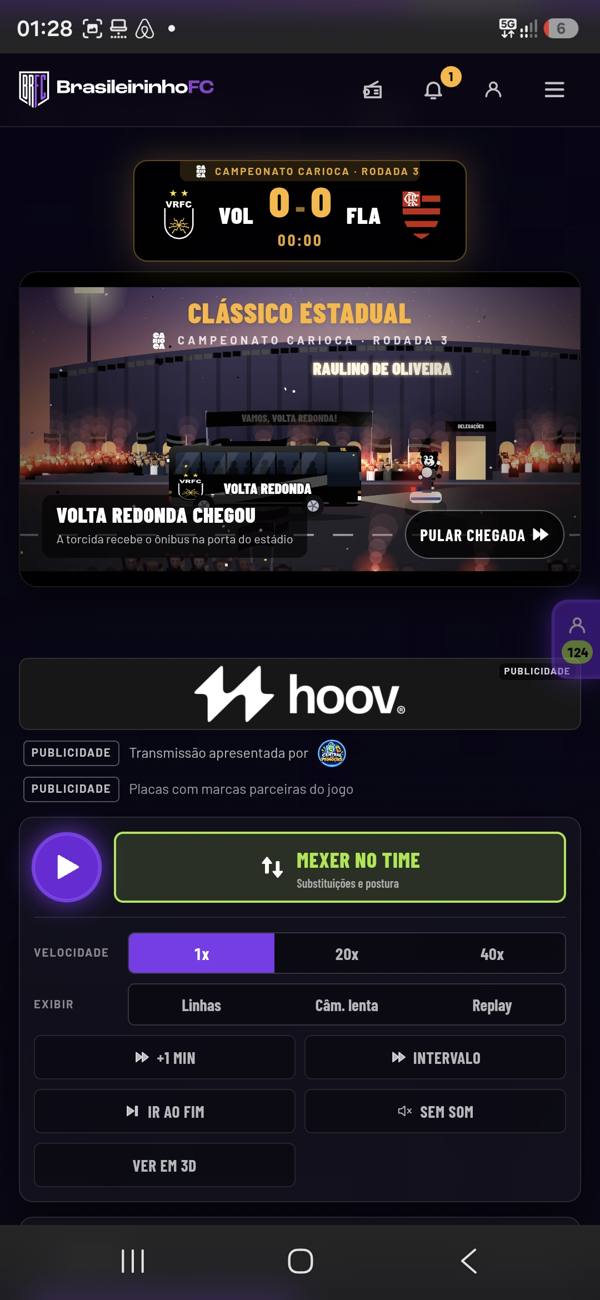 01:28
5G
6
BRFC
BrasileirinhoFC
1
CAMPEONATO CARIOCA · RODADA 3
VRFC
VOL 0-0 FLA
00:00
CLÁSSICO ESTADUAL
CAMPEONATO CARIOCA · RODADA 3
RAULINO DE OLIVEIRA
VAMOS, VOLTA REDONDA!
DELEGAÇÕES
VRFC
VOLTA REDONDA
VOLTA REDONDA CHEGOU
A torcida recebe o ônibus na porta do estádio
PULAR CHEGADA
124
PUBLICIDADE
hoov®
PUBLICIDADE Transmissão apresentada por
PUBLICIDADE Placas com marcas parceiras do jogo
MEXER NO TIME
Substituições e postura
VELOCIDADE 1x 20x 40x
EXIBIR Linhas Câm. lenta Replay
+1 MIN INTERVALO
IR AO FIM SEM SOM
VER EM 3D